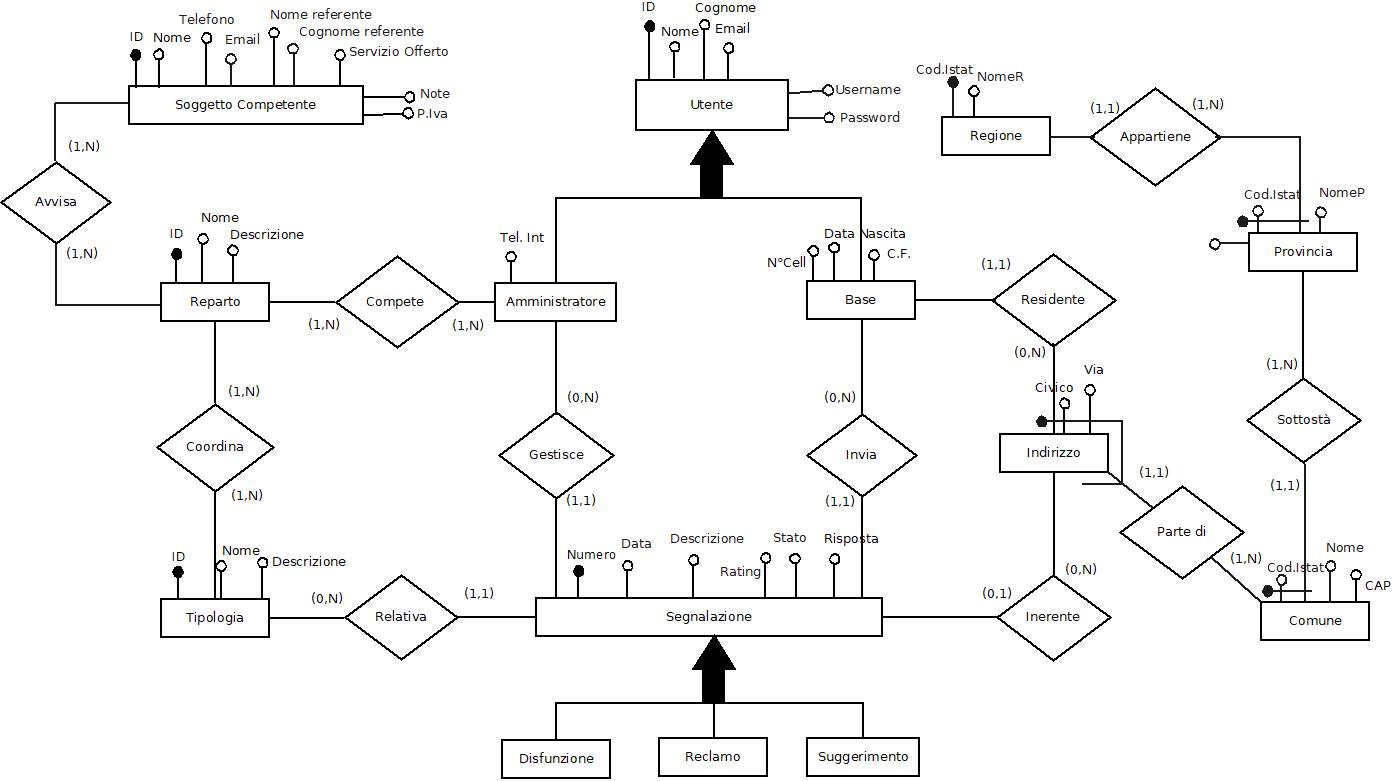 Nome referente
Cognome referente
Telefono
ID
Nome
Email
Servizio Offerto
Soggetto Competente
Note
P.Iva
ID
Cognome
Nome
Email
Utente
Username
Password
Cod.Istat
NomeR
Regione
(1,1)
Appartiene
(1,N)
(1,N)
Avvisa
(1,N)
Cod.Istat
NomeP
Provincia
ID
Nome
Descrizione
Reparto
(1,N)
Compete
(1,N)
Tel. Int
Amministratore
N°Cell
Data Nascita
C.F.
Base
(1,1)
Residente
(0,N)
(1,N)
Coordina
(1,N)
(0,N)
Gestisce
(1,1)
(0,N)
Invia
(1,1)
Civico
Via
Indirizzo
(1,1)
Parte di
(1,N)
(1,N)
Sottostà
(1,1)
ID
Nome
Descrizione
Tipologia
(0,N)
Relativa
(1,1)
Numero
Data
Descrizione
Rating
Stato
Risposta
Segnalazione
(0,1)
Inerente
(0,N)
Cod.Istat
Nome
CAP
Comune
Disfunzione
Reclamo
Suggerimento